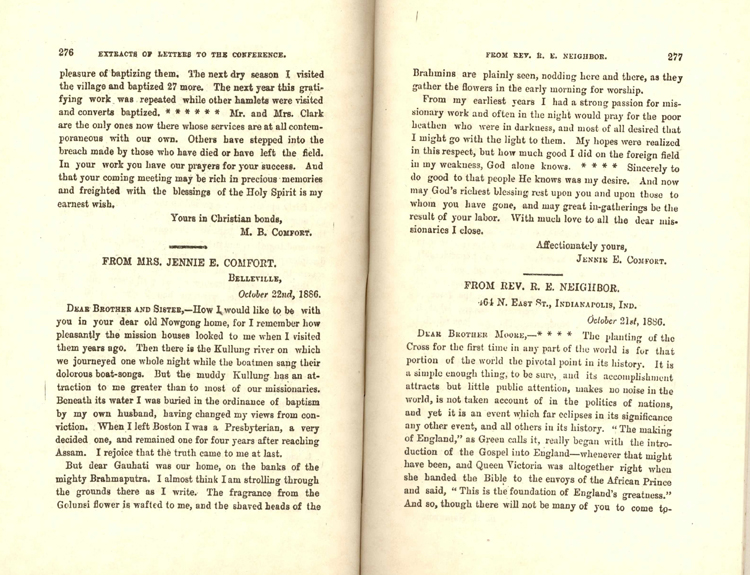 276 EXTRACTS OF LETTERS TO THE CONFERENCE.
pleasure of baptizing them. The next dry season I visited
the village and baptized 27 more. The next year this grati-
fying work was repeated while other hamlets were visited
and converts baptized. * * * * * * Mr. and Mrs. Clark
are the only ones now there whose services are at all contem-
poraneous with our own. Others have stepped into the
breach made by those who have died or have left the field.
In your work you have our prayers for your success. And
that your coming meeting may be rich in precious memories
and freighted with the blessings of the Holy Spirit is my
earnest wish.
Yours in Christian bonds,
M. B. COMFORT.
FROM MRS. JENNIE E. COMFORT.
BELLEVILLE,
October 22nd, 1886.
DEAR BROTHER AND SISTER,—How I would like to be with
you in your dear old Nowgong home, for I remember how
pleasantly the mission houses looked to me when I visited
them years ago. Then there is the Kullung river on which
we journeyed one whole night while the boatmen sang their
dolorous boat-songs. But the muddy Kullung has an at-
traction to me greater than to most of our missionaries.
Beneath its water I was buried in the ordinance of baptism
by my own husband, having changed my views from con-
viction. When I left Boston I was a Presbyterian, a very
decided one, and remained one for four years after reaching
Assam. I rejoice that the truth came to me at last.
But dear Gauhati was our home, on the banks of the
mighty Brahmaputra. I almost think I am strolling through
the grounds there as I write. The fragrance from the
Golunsi flower is wafted to me, and the shaved heads of the
FROM REV. R. E. NEIGHBOR. 277
Brahmins are plainly seen, nodding here and there, as they
gather the flowers in the early morning for worship.
From my earliest years I had a strong passion for mis-
sionary work and often in the night would pray for the poor
heathen who were in darkness, and most of all desired that
I might go with the light to them. My hopes were realized
in this respect, but how much good I did on the foreign field
in my weakness, God alone knows. * * * * Sincerely to
do good to that people He knows was my desire. And now
may God's richest blessing rest upon you and upon those to
whom you have gone, and may great in-gatherings be the
result of your labor. With much love to all the dear mis-
sionaries I close.
Affectionately yours,
JENNIE E. COMFORT.
FROM REV. R. E. NEIGHBOR.
464 N. EAST ST., INDIANAPOLIS, IND.
October 21st, 1886.
DEAR BROTHER MOORE,—* * * * The planting of the
Cross for the first time in any part of the world is for that
portion of the world the pivotal point in its history. It is
a simple enough thing, to be sure, and its accomplishment
attracts but little public attention, makes no noise in the
world, is not taken account of in the politics of nations,
and yet it is an event which far eclipses in its significance
any other event, and all others in its history. "The making
of England," as Green calls it, really began with the intro-
duction of the Gospel into England—whenever that might
have been, and Queen Victoria was altogether right when
she handed the Bible to the envoys of the African Prince
and said, "This is the foundation of England's greatness."
And so, though there will not be many of you to come to-